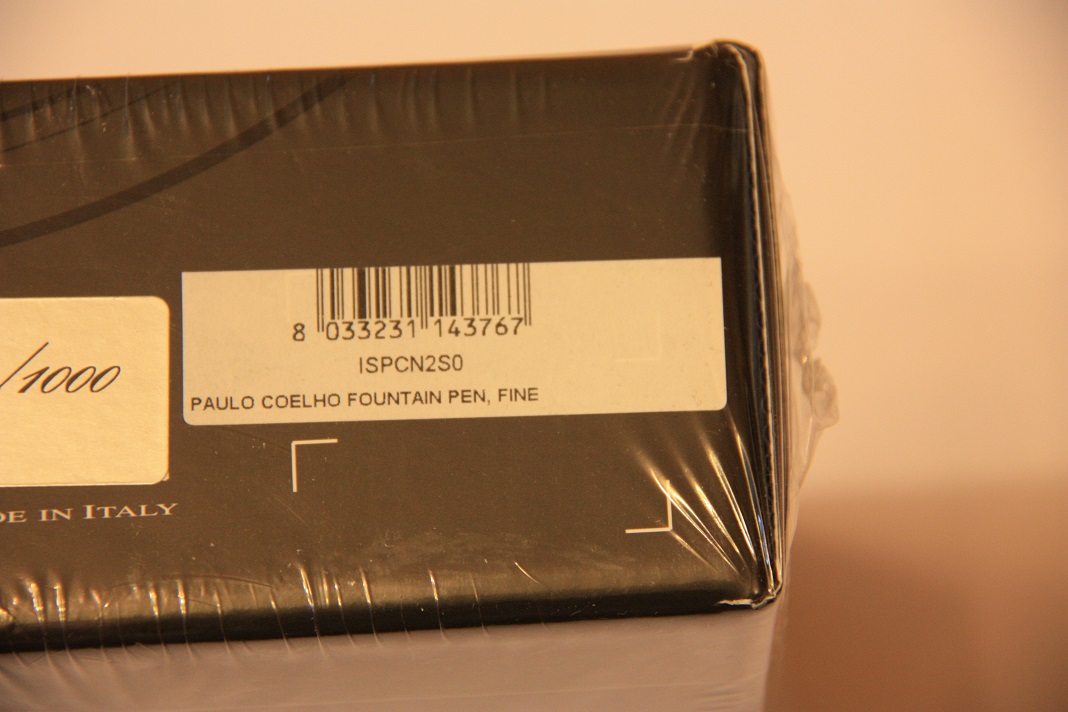 8 033231 143767
ISPCN2S0
PAULO COELHO FOUNTAIN PEN, FINE
/1000
DE IN ITALY